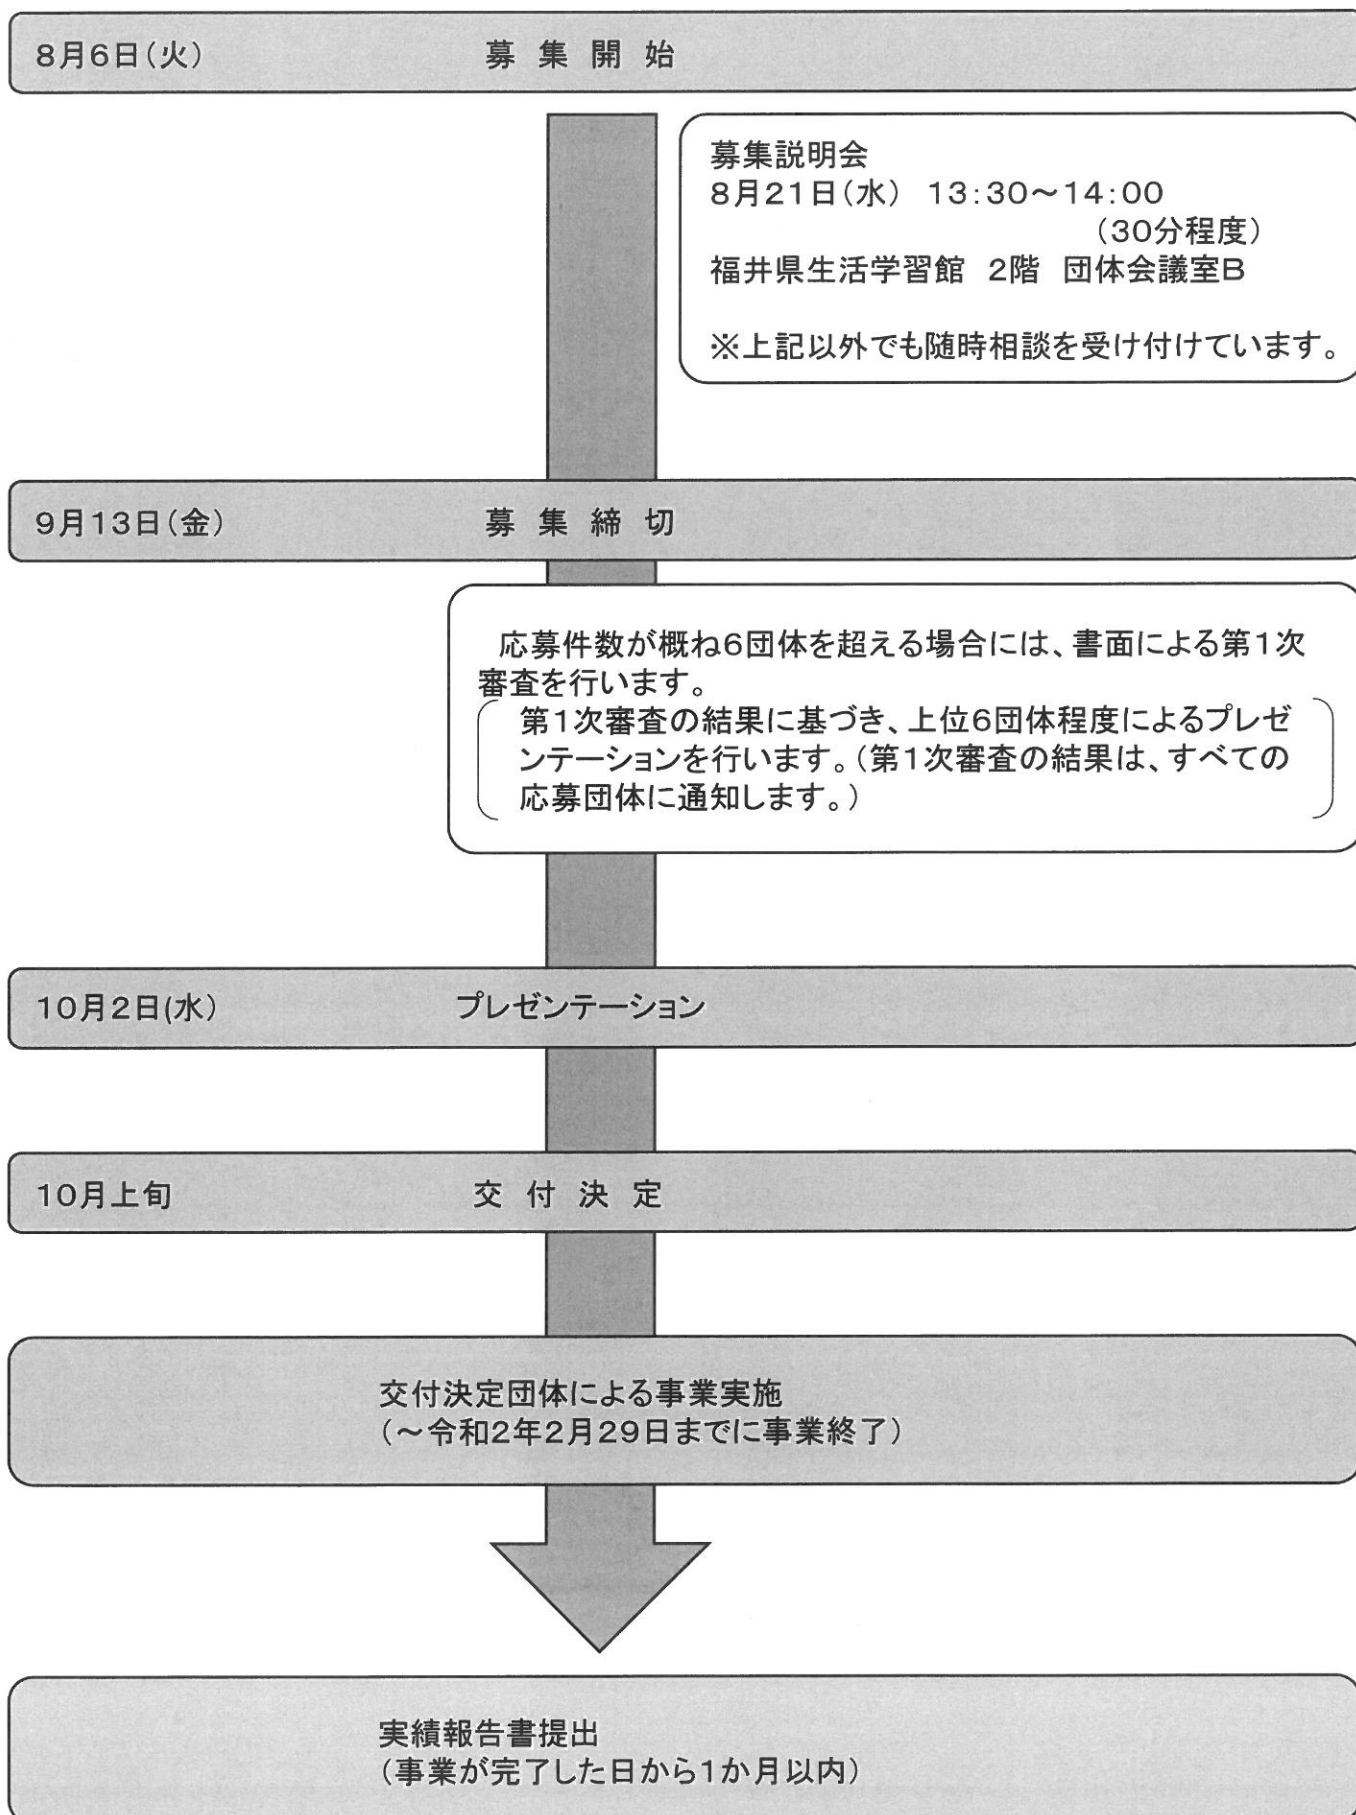 8月6日(火) 募集開始
募集説明会
8月21日(水) 13:30～14:00
(30分程度)
福井県生活学習館 2階 団体会議室B
※上記以外でも随時相談を受け付けています。
9月13日(金) 募集締切
応募件数が概ね6団体を超える場合には、書面による第1次
審査を行います。
第1次審査の結果に基づき、上位6団体程度によるプレゼ
ンテーションを行います。(第1次審査の結果は、すべての
応募団体に通知します。)
10月2日(水) プレゼンテーション
10月上旬 交付決定
交付決定団体による事業実施
(～令和2年2月29日までに事業終了)
実績報告書提出
(事業が完了した日から1か月以内)